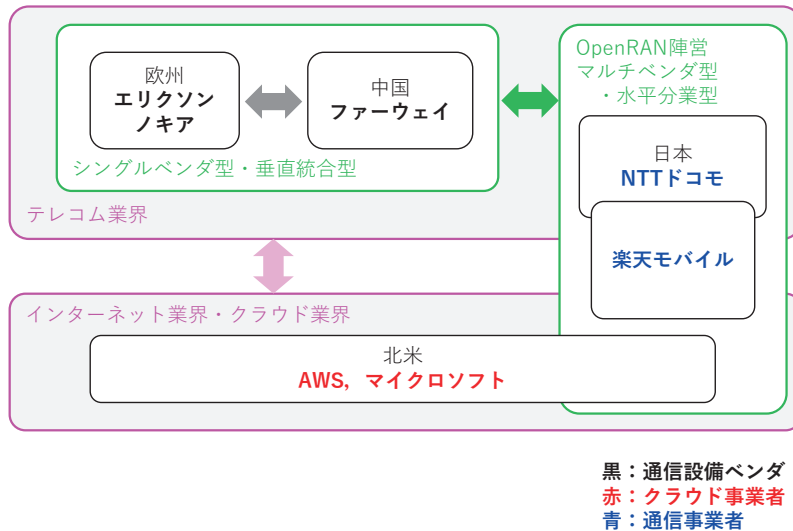 欧州
エリクソン
ノキア
中国
ファーウェイ
シングルベンダ型・垂直統合型
テレコム業界
OpenRAN陣営
マルチベンダ型
・水平分業型
日本
NTTドコモ
楽天モバイル
インターネット業界・クラウド業界
北米
AWS，マイクロソフト
黒：通信設備ベンダ
赤：クラウド事業者
青：通信事業者